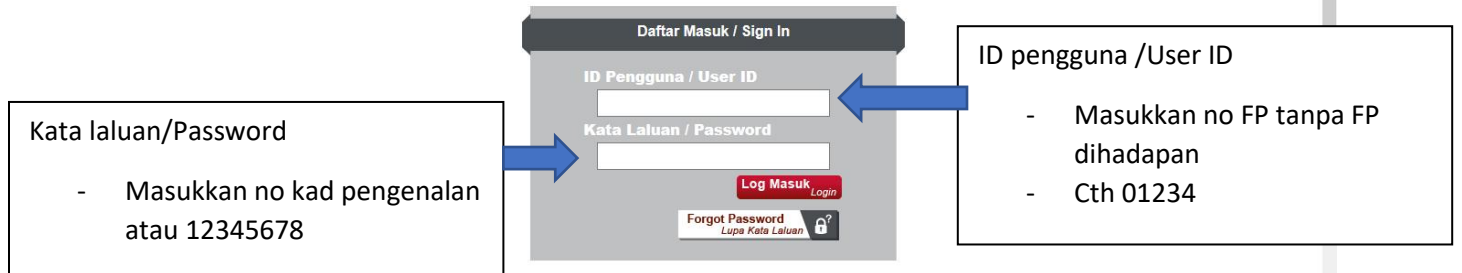 Daftar Masuk / Sign In
ID Pengguna / User ID
Kata Laluan / Password
Log Masuk
Login
Forgot Password
Lupa Kata Laluan
?
Kata laluan/Password
- Masukkan no kad pengenalan
atau 12345678
ID pengguna /User ID
- Masukkan no FP tanpa FP
dihadapan
- Cth 01234